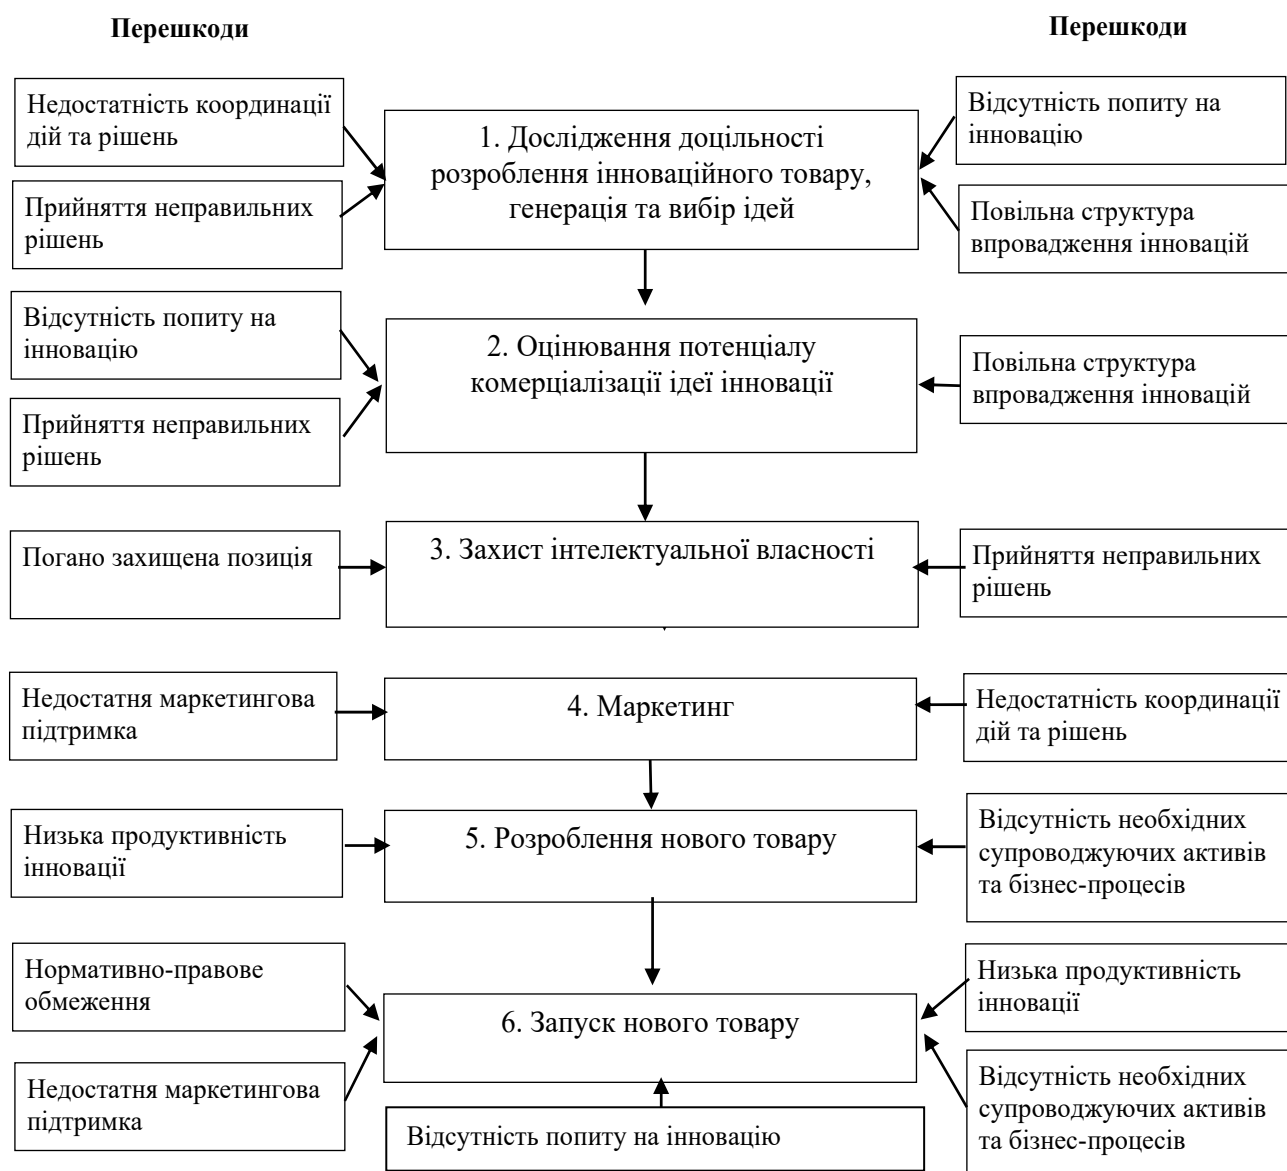 Перешкоди
Перешкоди
Недостатність координації
дій та рішень
Прийняття неправильних
рішень
1. Дослідження доцільності
розроблення інноваційного товару,
генерація та вибір ідей
Відсутність попиту на
інновацію
Повільна структура
впровадження інновацій
Відсутність попиту на
інновацію
Прийняття неправильних
рішень
2. Оцінювання потенціалу
комерціалізації ідеї інновації
Повільна структура
впровадження інновацій
Погано захищена позиція
3. Захист інтелектуальної власності
Прийняття неправильних
рішень
Недостатня маркетингова
підтримка
4. Маркетинг
Недостатність координації
дій та рішень
Низька продуктивність
інновації
5. Розроблення нового товару
Відсутність необхідних
супроводжуючих активів
та бізнес-процесів
Нормативно-правове
обмеження
Недостатня маркетингова
підтримка
6. Запуск нового товару
Низька продуктивність
інновації
Відсутність необхідних
супроводжуючих активів
та бізнес-процесів
Відсутність попиту на інновацію